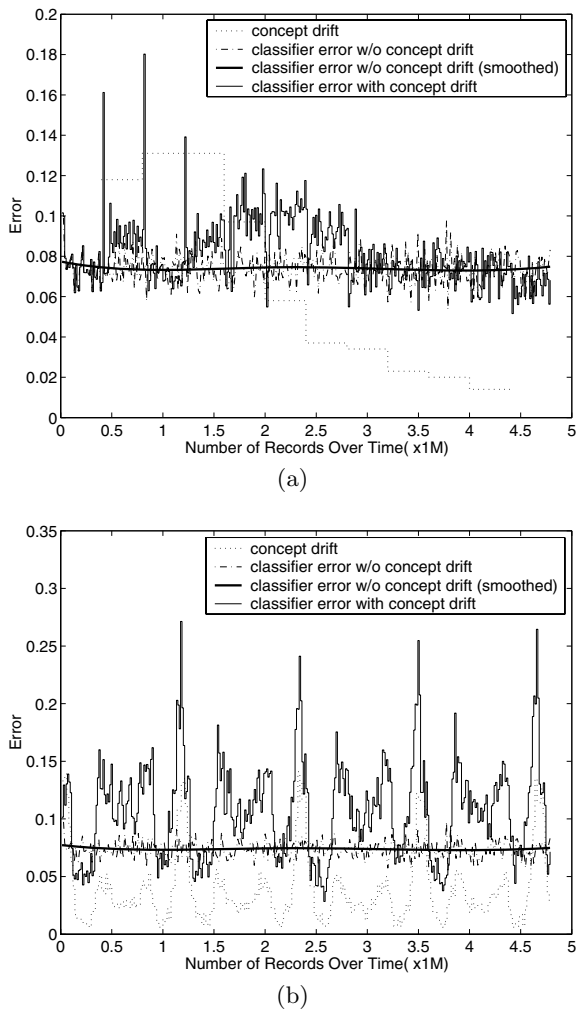 0.2
0.18
0.16
0.14
0.12
0.1
0.08
0.06
0.04
0.02
0
Error
concept drift
classifier error w/o concept drift
classifier error w/o concept drift (smoothed)
classifier error with concept drift
0 0.5 1 1.5 2 2.5 3 3.5 4 4.5 5
Number of Records Over Time( x1M)
(a)
0.35
0.3
0.25
0.2
0.15
0.1
0.05
0
Error
concept drift
classifier error w/o concept drift
classifier error w/o concept drift (smoothed)
classifier error with concept drift
0 0.5 1 1.5 2 2.5 3 3.5 4 4.5 5
Number of Records Over Time( x1M)
(b)